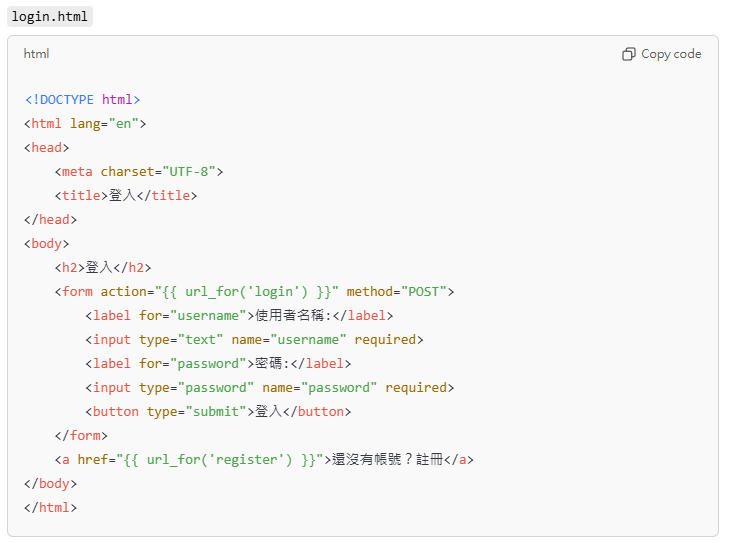 login.html
html
Copy code
<!DOCTYPE html>
<html lang="en">
<head>
    <meta charset="UTF-8">
    <title>登入</title>
</head>
<body>
    <h2>登入</h2>
    <form action="{{ url_for('login') }}" method="POST">
        <label for="username">使用者名稱:</label>
        <input type="text" name="username" required>
        <label for="password">密碼:</label>
        <input type="password" name="password" required>
        <button type="submit">登入</button>
    </form>
    <a href="{{ url_for('register') }}">還沒有帳號？註冊</a>
</body>
</html>